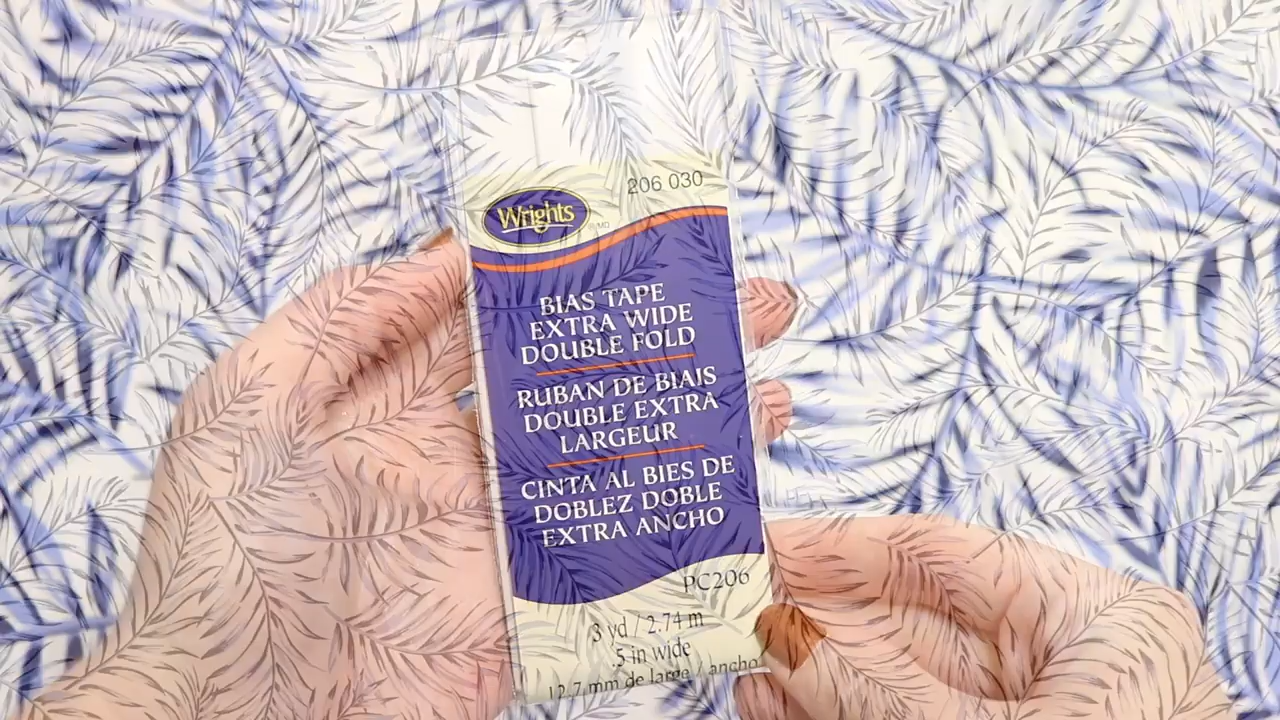 206 030
Wrights
® MD
BIAS TAPE
EXTRA WIDE
DOUBLE FOLD
RUBAN DE BIAIS
DOUBLE EXTRA
LARGEUR
CINTA AL BIES DE
DOBLEZ DOBLE
EXTRA ANCHO
PC206
3 yd / 2.74 m
.5 in wide
12.7 mm de large / ancho